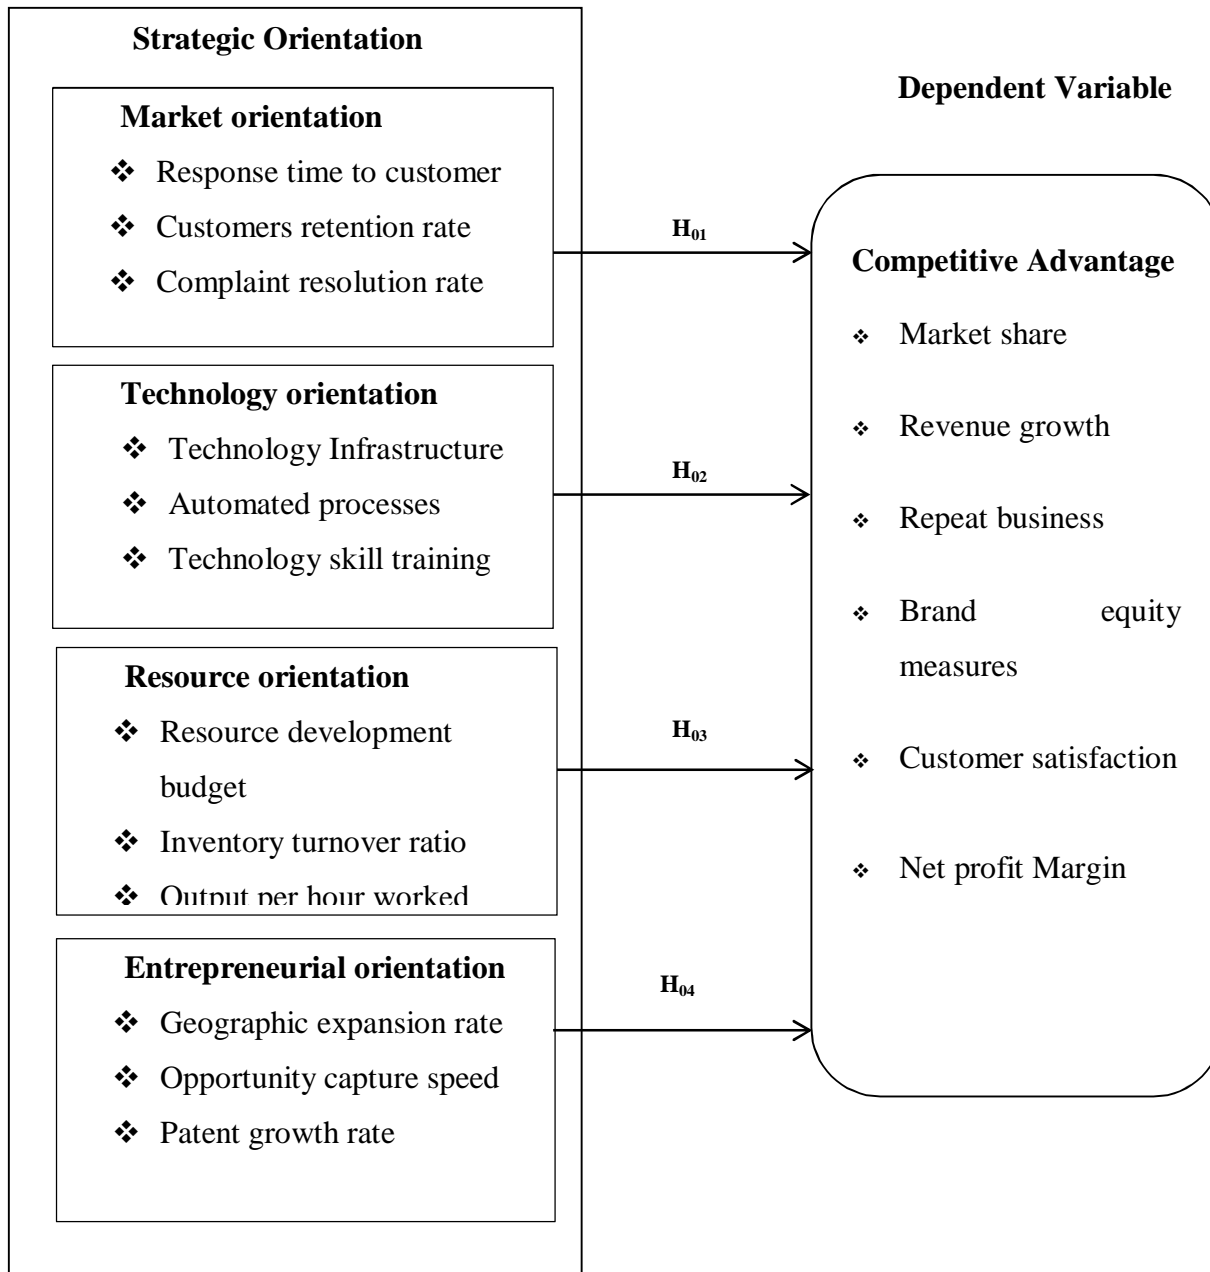 Strategic Orientation
Market orientation
❖ Response time to customer
❖ Customers retention rate
❖ Complaint resolution rate
Technology orientation
❖ Technology Infrastructure
❖ Automated processes
❖ Technology skill training
Resource orientation
❖ Resource development
budget
❖ Inventory turnover ratio
❖ Output per hour worked
Entrepreneurial orientation
❖ Geographic expansion rate
❖ Opportunity capture speed
❖ Patent growth rate
H01
H02
H03
H04
Dependent Variable
Competitive Advantage
❖ Market share
❖ Revenue growth
❖ Repeat business
❖ Brand equity
measures
❖ Customer satisfaction
❖ Net profit Margin